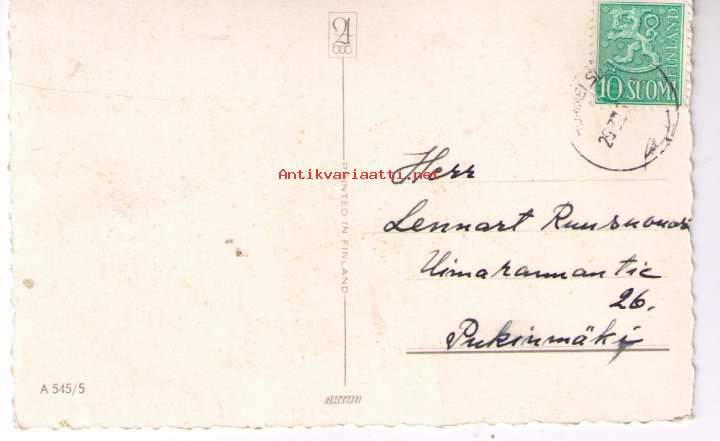 10 SUOMI
FINLAND
Antikvariaatti.net
PRINTED IN FINLAND
Herr
Lennart
Uimarannantie
26.
Pukinmäki
A 545/5